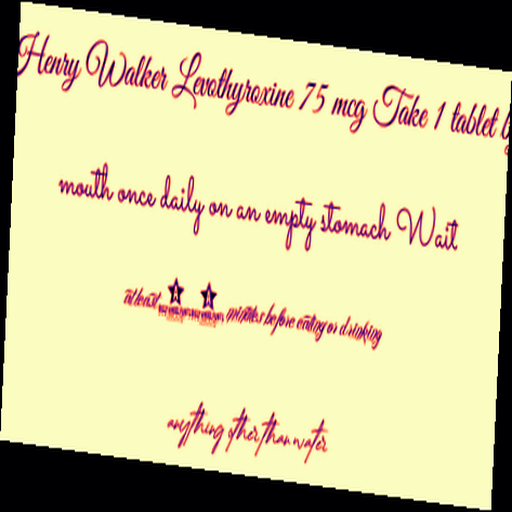 Henry Walker Levothyroxine 75 mcg Take 1 tablet
mouth once daily on an empty stomach Wait
at least minutes before eating or drinking
anything other than water